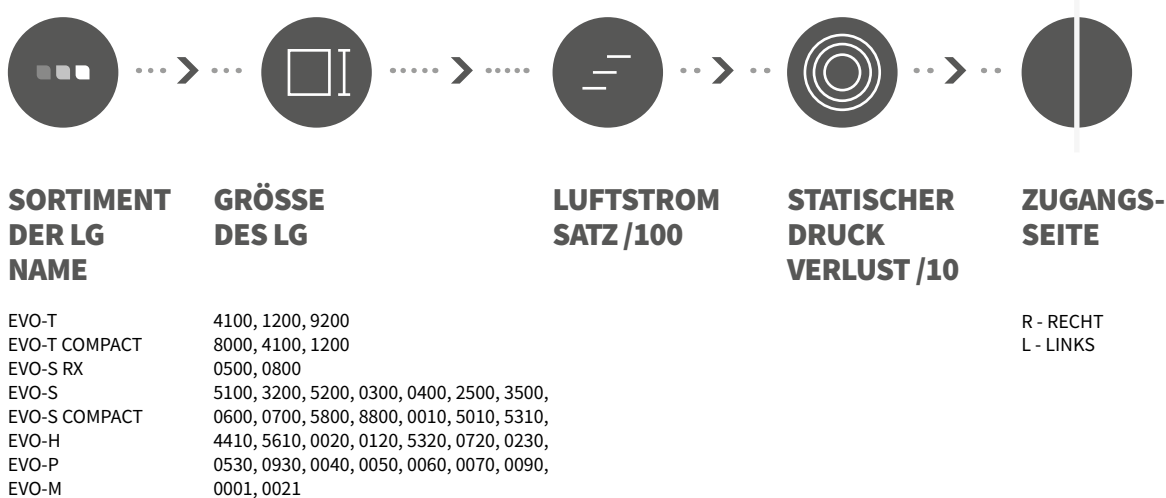 SORTIMENT
DER LG
NAME
GRÖSSE
DES LG
LUFTSTROM
SATZ /100
STATISCHER
DRUCK
VERLUST /10
ZUGANGS-
SEITE
EVO-T
EVO-T COMPACT
EVO-S RX
EVO-S
EVO-S COMPACT
EVO-H
EVO-P
EVO-M
4100, 1200, 9200
8000, 4100, 1200
0500, 0800
5100, 3200, 5200, 0300, 0400, 2500, 3500,
0600, 0700, 5800, 8800, 0010, 5010, 5310,
4410, 5610, 0020, 0120, 5320, 0720, 0230,
0530, 0930, 0040, 0050, 0060, 0070, 0090,
0001, 0021
R - RECHT
L - LINKS